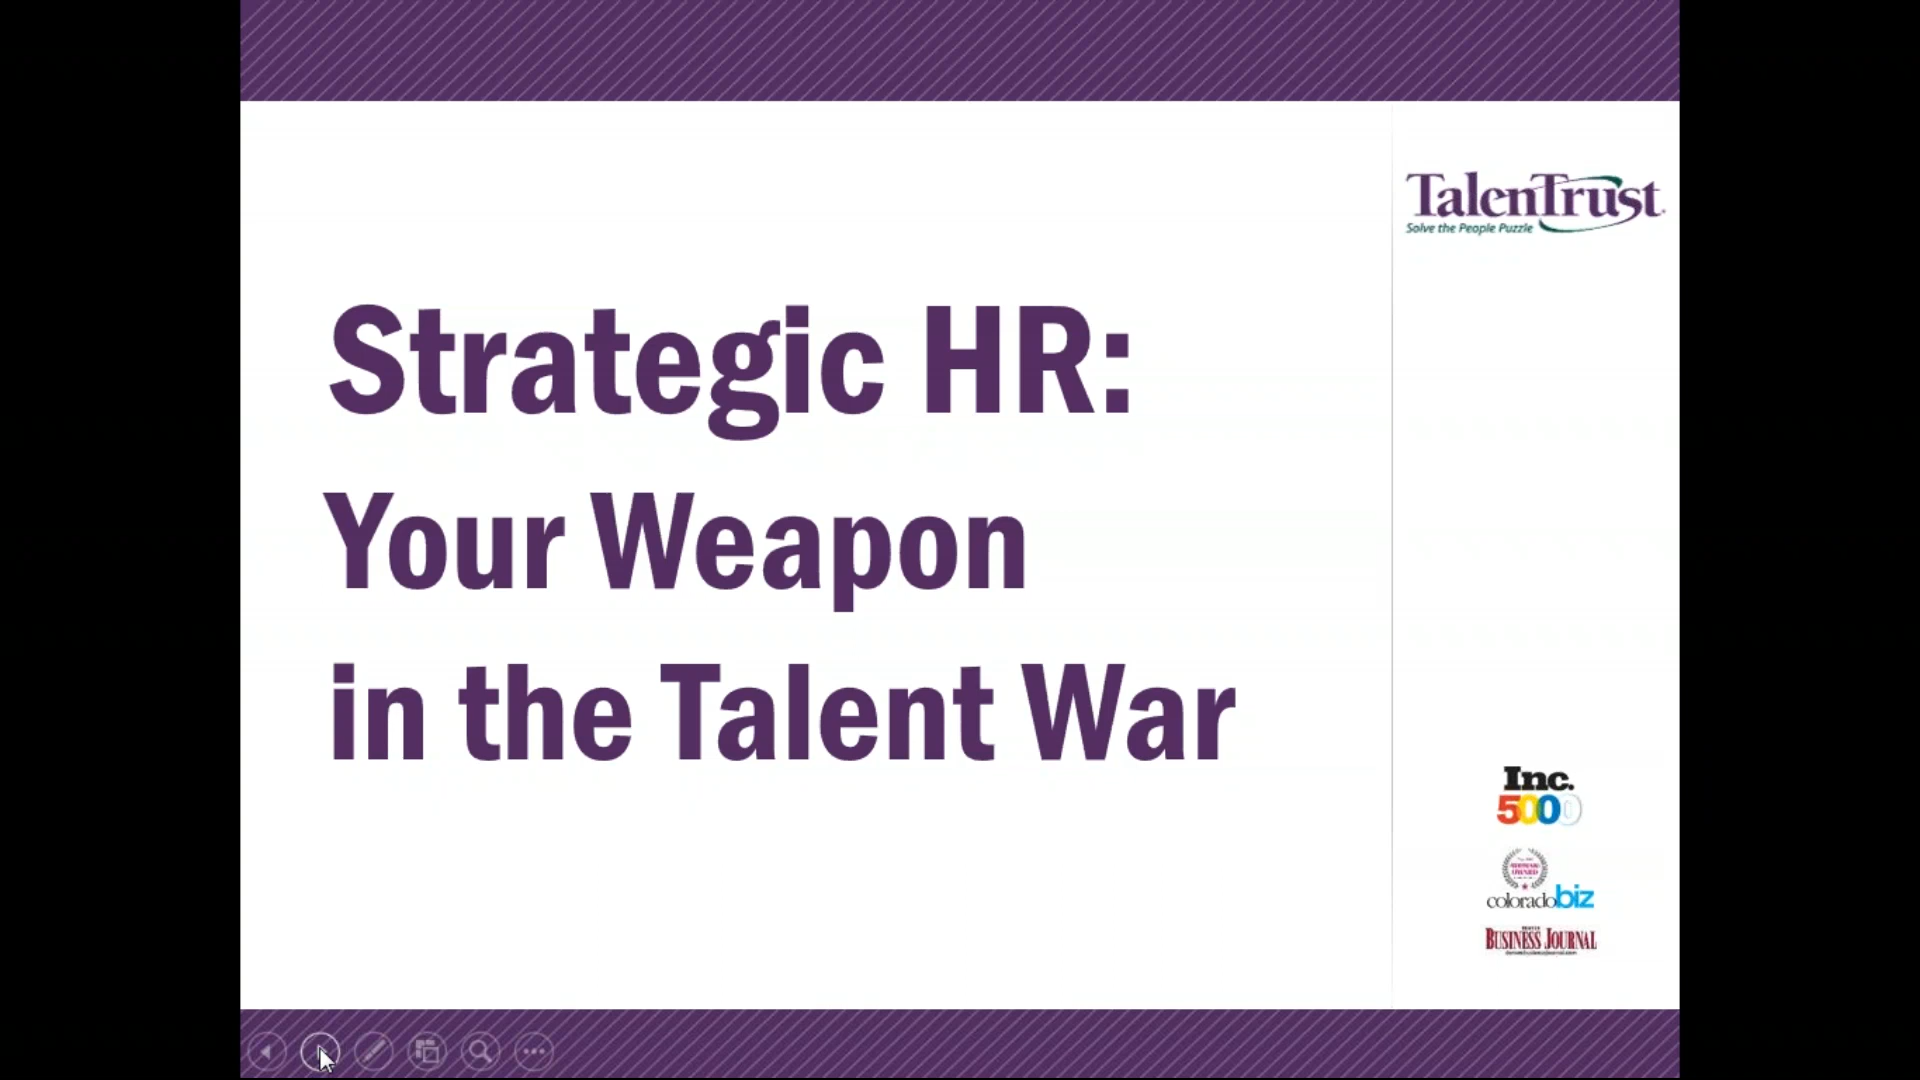 TalenTrust
Solve the People Puzzle
Strategic HR:
Your Weapon
in the Talent War
Inc.
5000
coloradobiz
BUSINESS JOURNAL